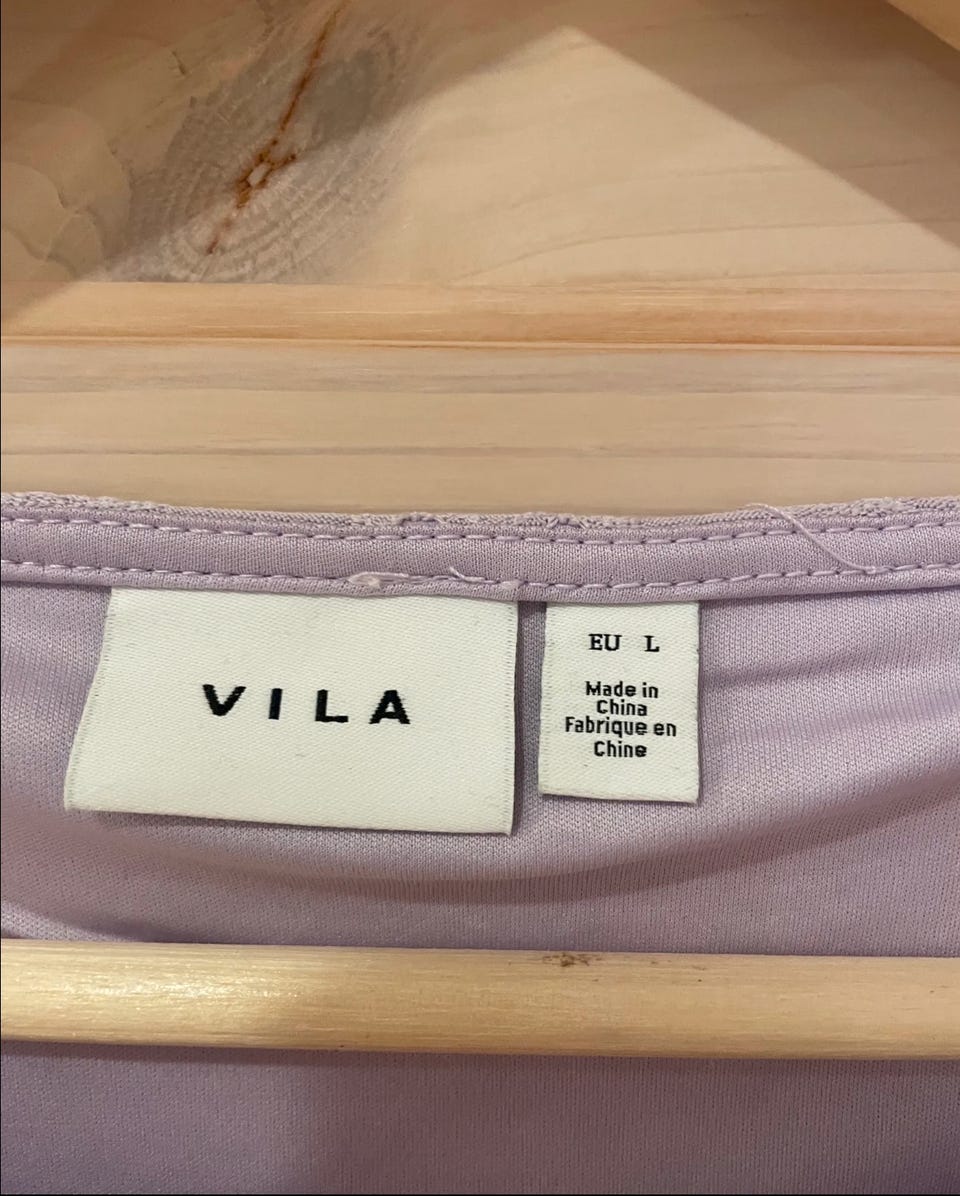 VILA
EU L
Made in
China
Fabrique en
Chine